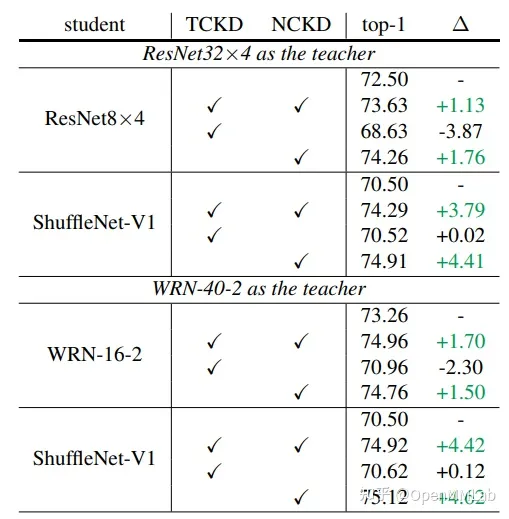 student TCKD NCKD top-1 Δ
ResNet32×4 as the teacher
72.50 -
ResNet8×4 ✓ ✓ 73.63 +1.13
✓ 68.63 -3.87
✓ 74.26 +1.76
70.50 -
ShuffleNet-V1 ✓ ✓ 74.29 +3.79
✓ 70.52 +0.02
✓ 74.91 +4.41
WRN-40-2 as the teacher
73.26 -
WRN-16-2 ✓ ✓ 74.96 +1.70
✓ 70.96 -2.30
✓ 74.76 +1.50
70.50 -
ShuffleNet-V1 ✓ ✓ 74.92 +4.42
✓ 70.62 +0.12
✓ 75.12 +4.62
知乎 @OpenMMLab